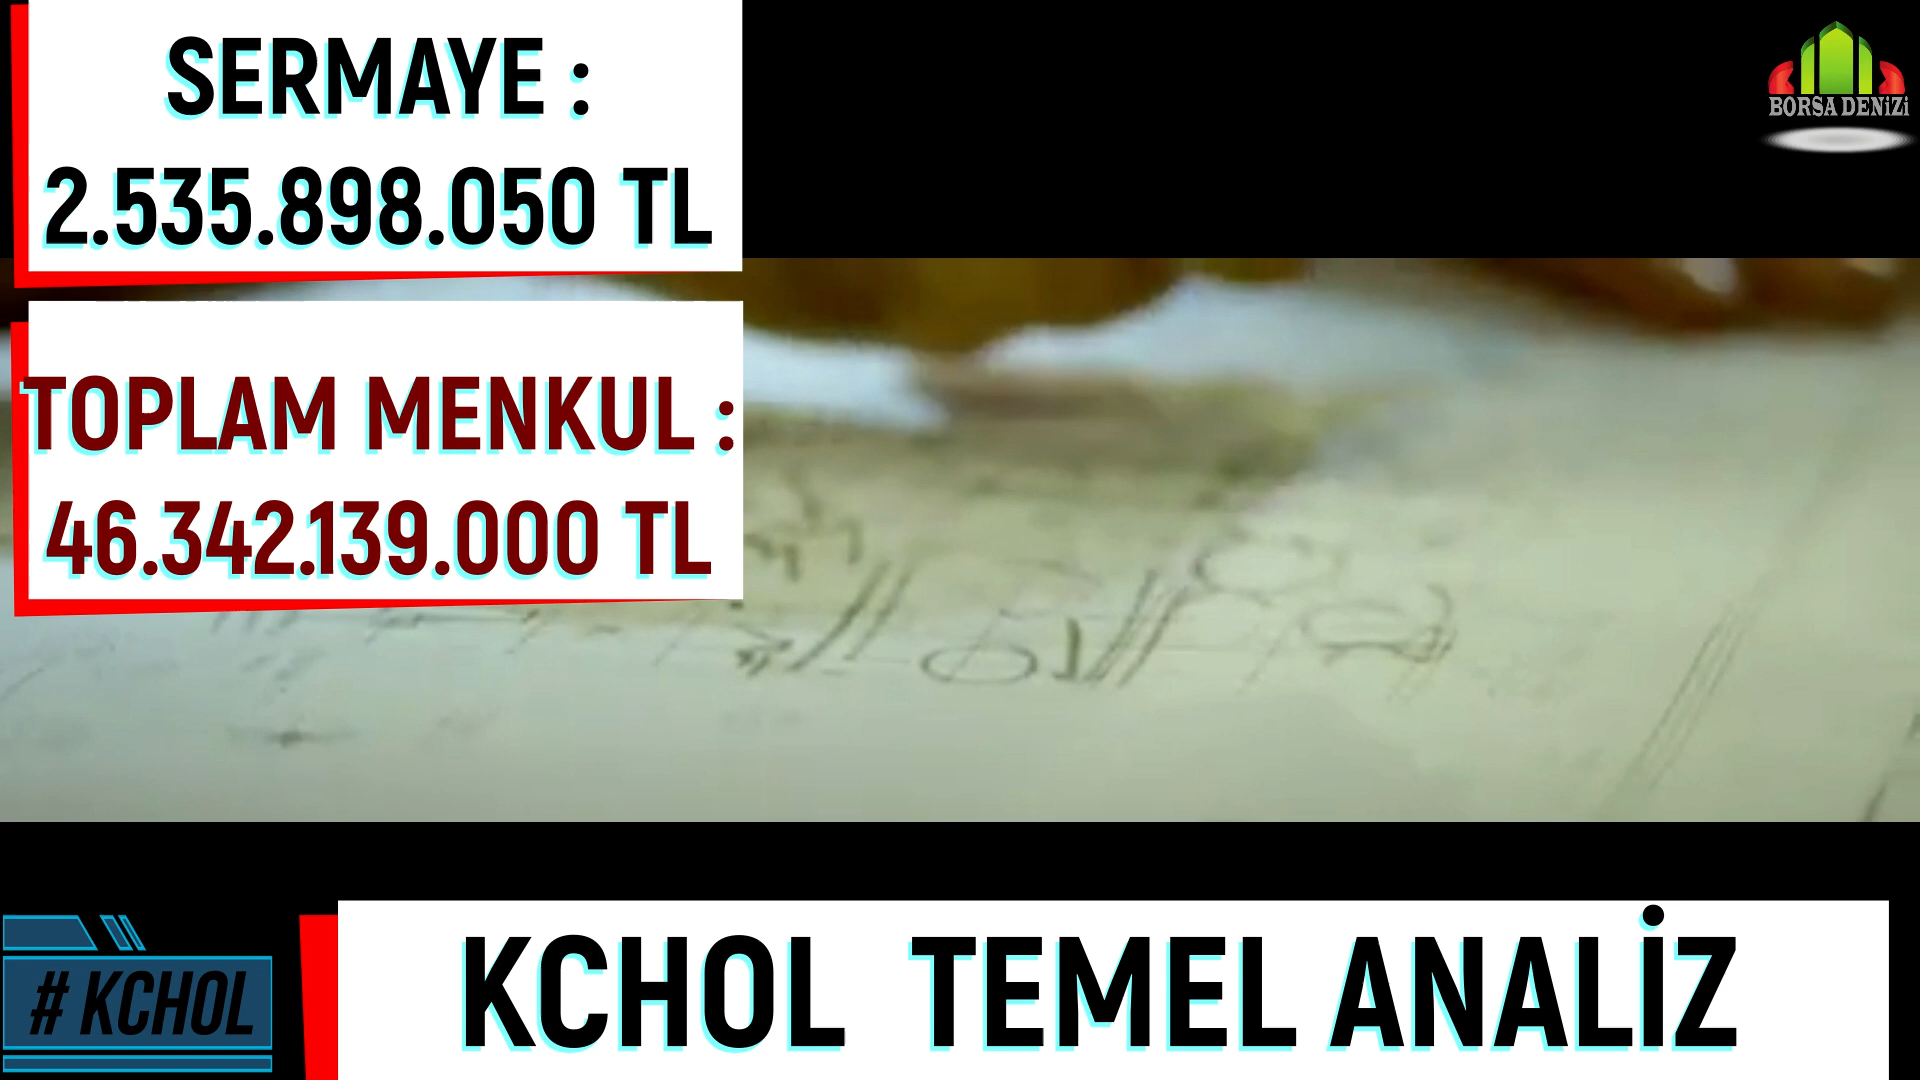 SERMAYE :
2.535.898.050 TL
BORSA DENİZİ
TOPLAM MENKUL :
46.342.139.000 TL
# KCHOL
KCHOL TEMEL ANALİZ